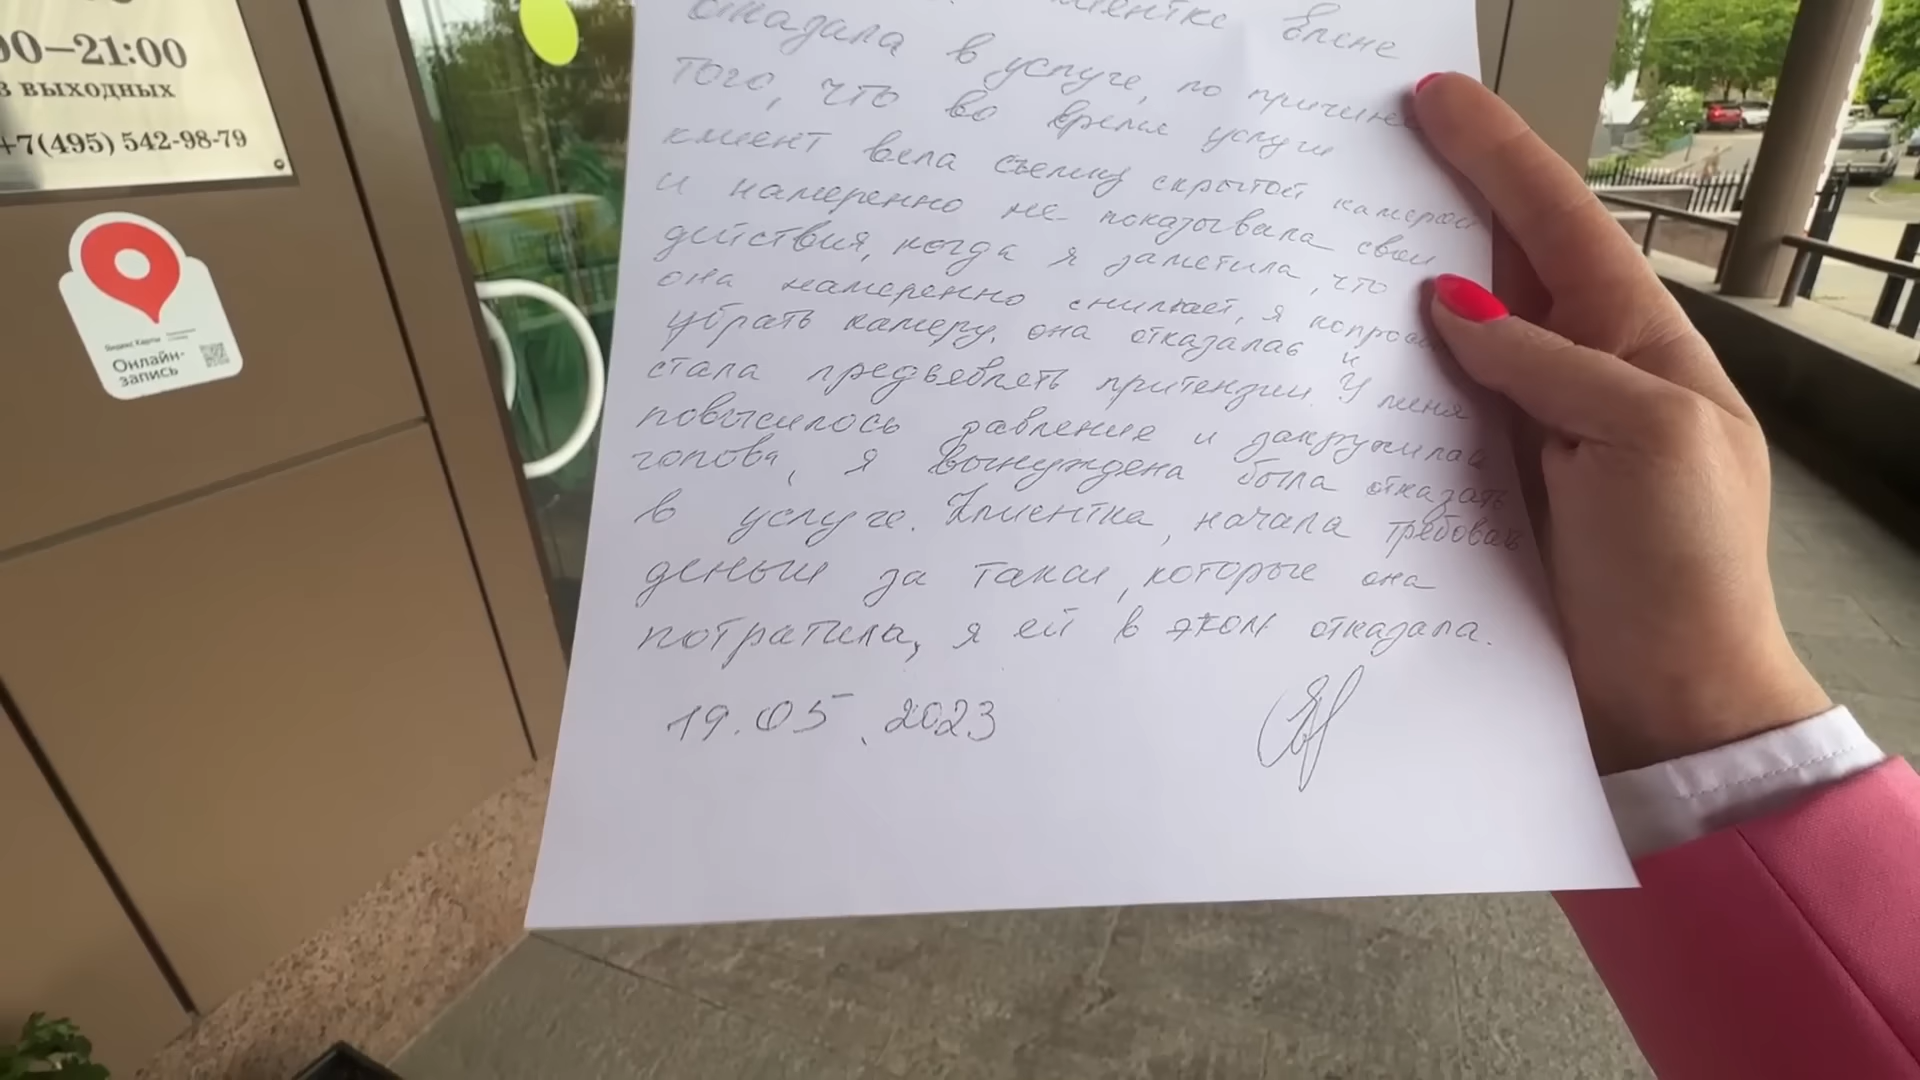 00–21:00
з выходных
+7(495) 542-98-79
Яндекс Карты
Онлайн-
запись
Елене
отказала в услуге, по причине
того, что во время услуги
клиент вела съемку скрытой камерой
и намеренно не показывала свои
действия, когда я заметила, что
она намеренно снимает, я попросила
убрать камеру, она отказалась и
стала предъявлять притензии. У меня
повысилось давление и закружилась
голова, я вынуждена была отказать
в услуге. Клиентка, начала требовать
деньги за такси, которые она
потратила, я ей в этом отказала.
19.05.2023